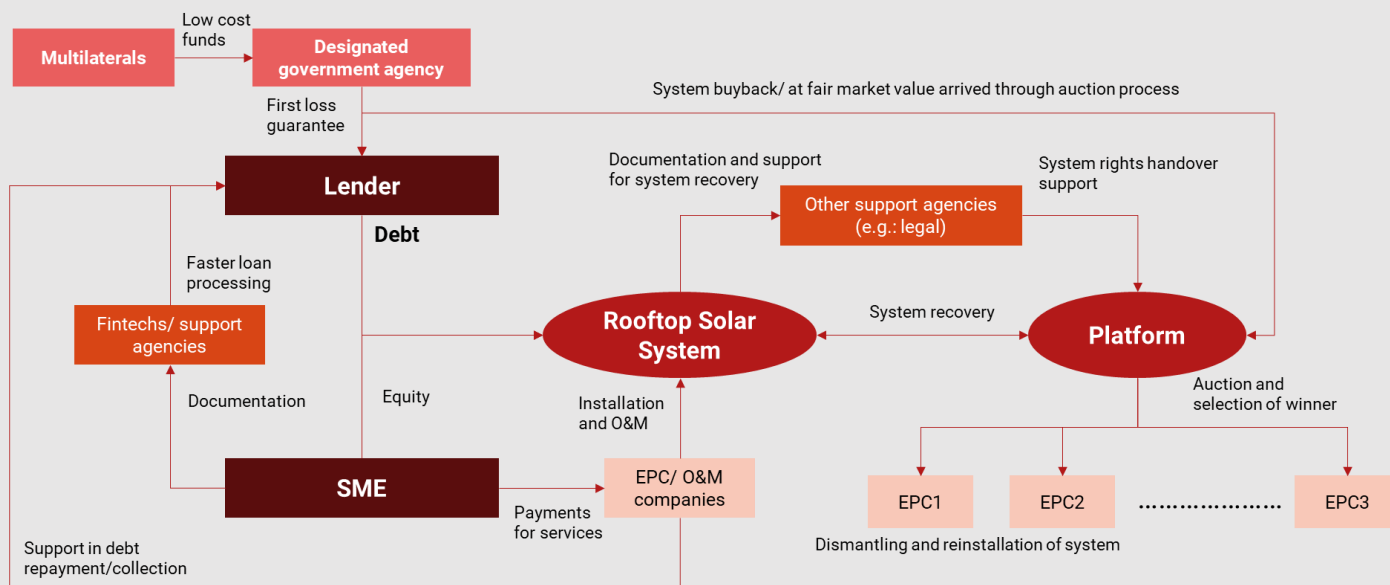 Low cost
funds
Multilaterals
Designated
government agency
System buyback/ at fair market value arrived through auction process
First loss
guarantee
Lender
Debt
Documentation and support
for system recovery
System rights handover
support
Other support agencies
(e.g.: legal)
Faster loan
processing
Fintechs/ support
agencies
Rooftop Solar
System
System recovery
Platform
Documentation
Equity
Installation
and O&M
Auction and
selection of winner
SME
Payments
for services
EPC/ O&M
companies
EPC1
EPC2
.....................
EPC3
Dismantling and reinstallation of system
Support in debt
repayment/collection